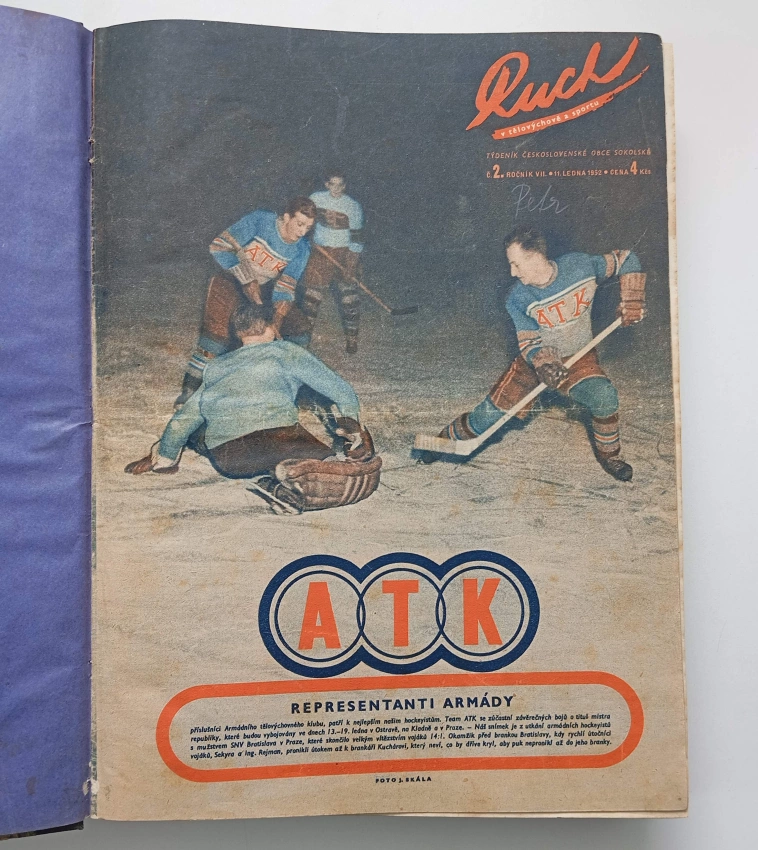 Ruch
v tělovýchově a sportu
TÝDENÍK ČESKOSLOVENSKÉ OBCE SOKOLSKÉ
Č. 2. ROČNÍK VII. • 11. LEDNA 1952 • CENA 4 Kčs
Petr
ATK
ATK
ATK
REPRESENTANTI ARMÁDY
příslušníci Armádního tělovýchovného klubu, patří k nejlepším našim hockeyistům. Team ATK se zúčastní závěrečných bojů o titul mistra
republiky, které budou vybojovány ve dnech 13.–19. ledna v Ostravě, na Kladně a v Praze. – Náš snímek je z utkání armádních hockeyistů
s mužstvem SNV Bratislava v Praze, které skončilo velkým vítězstvím vojáků 14:1. Okamžik před brankou Bratislavy, kdy rychlí útočníci
vojáků, Sekyra a Ing. Rejman, pronikli útokem až k brankáři Kuchárovi, který neví, co by dříve kryl, aby puk nepronikl až do jeho branky.
FOTO J. SKÁLA